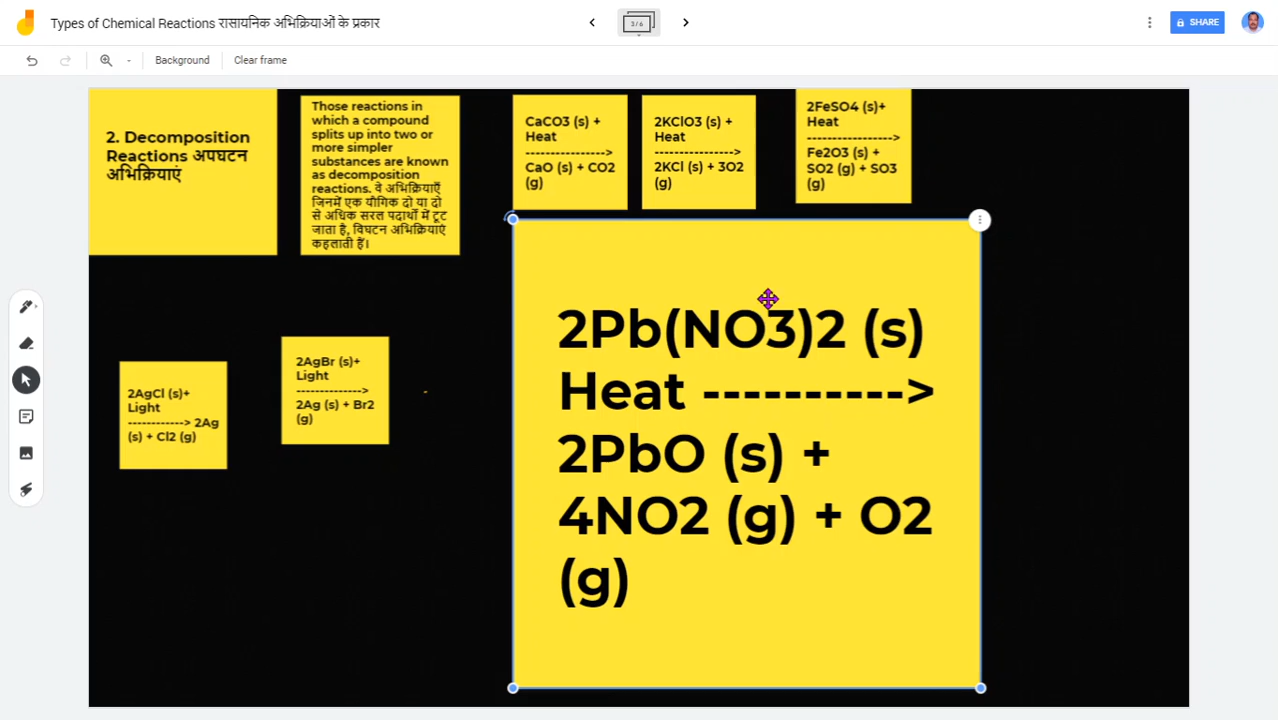 Types of Chemical Reactions रासायनिक अभिक्रियाओं के प्रकार
3 / 6
SHARE
Background
Clear frame
2. Decomposition
Reactions अपघटन
अभिक्रियाएं
Those reactions in
which a compound
splits up into two or
more simpler
substances are known
as decomposition
reactions. वे अभिक्रियाएँ
जिनमें एक यौगिक दो या दो
से अधिक सरल पदार्थों में टूट
जाता है, विघटन अभिक्रियाएं
कहलाती हैं।
CaCO3 (s) +
Heat
---------------->
CaO (s) + CO2
(g)
2KClO3 (s) +
Heat
---------------->
2KCl (s) + 3O2
(g)
2FeSO4 (s)+
Heat
----------------->
Fe2O3 (s) +
SO2 (g) + SO3
(g)
2Pb(NO3)2 (s)
Heat ---------->
2PbO (s) +
4NO2 (g) + O2
(g)
2AgCl (s)+
Light
------------> 2Ag
(s) + Cl2 (g)
2AgBr (s)+
Light
-------------->
2Ag (s) + Br2
(g)